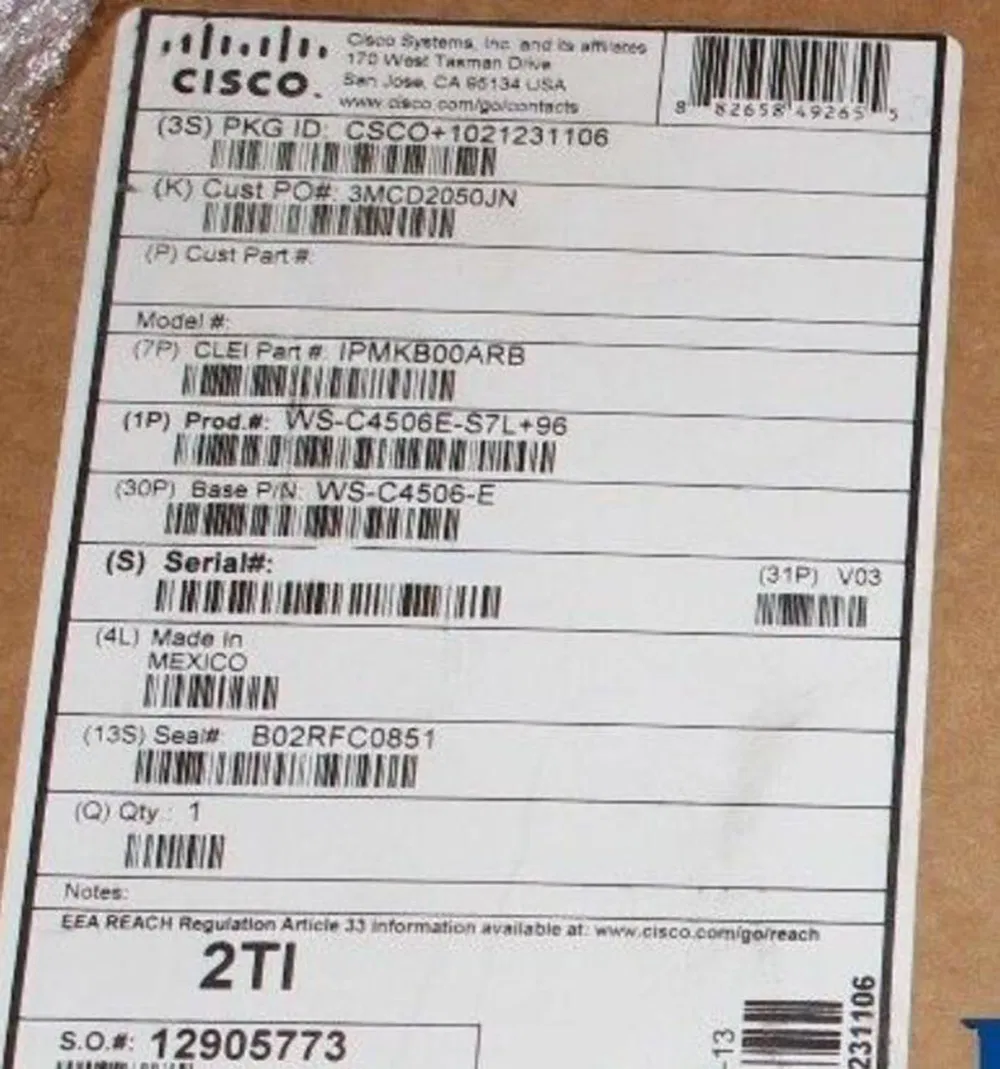 CISCO
Cisco Systems, Inc. and its affiliates
170 West Tasman Drive
San Jose, CA 95134 USA
www.cisco.com/go/contacts
8 82658 49265 5
(3S) PKG ID: CSCO+1021231106
(K) Cust PO#: 3MCD2050JN
(P) Cust Part #:
Model #:
(7P) CLEI Part #: IPMKB00ARB
(1P) Prod.#: WS-C4506E-S7L+96
(30P) Base P/N: WS-C4506-E
(S) Serial#:
(31P) V03
(4L) Made In
MEXICO
(13S) Seal# B02RFC0851
(Q) Qty.: 1
Notes:
EEA REACH Regulation Article 33 information available at: www.cisco.com/go/reach
2TI
S.O.#: 12905773
-13
231106